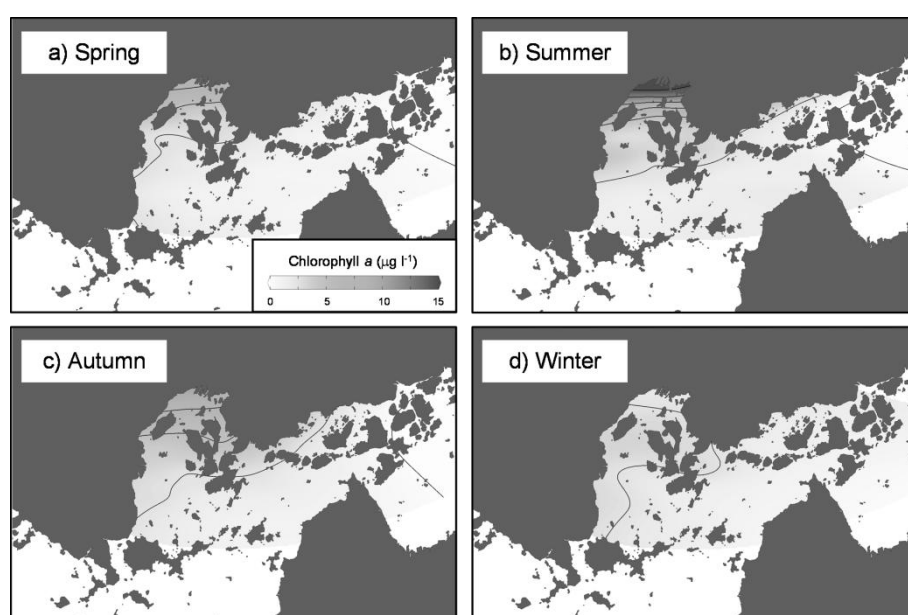 a) Spring
b) Summer
Chlorophyll a (μg l-1)
0 5 10 15
c) Autumn
d) Winter